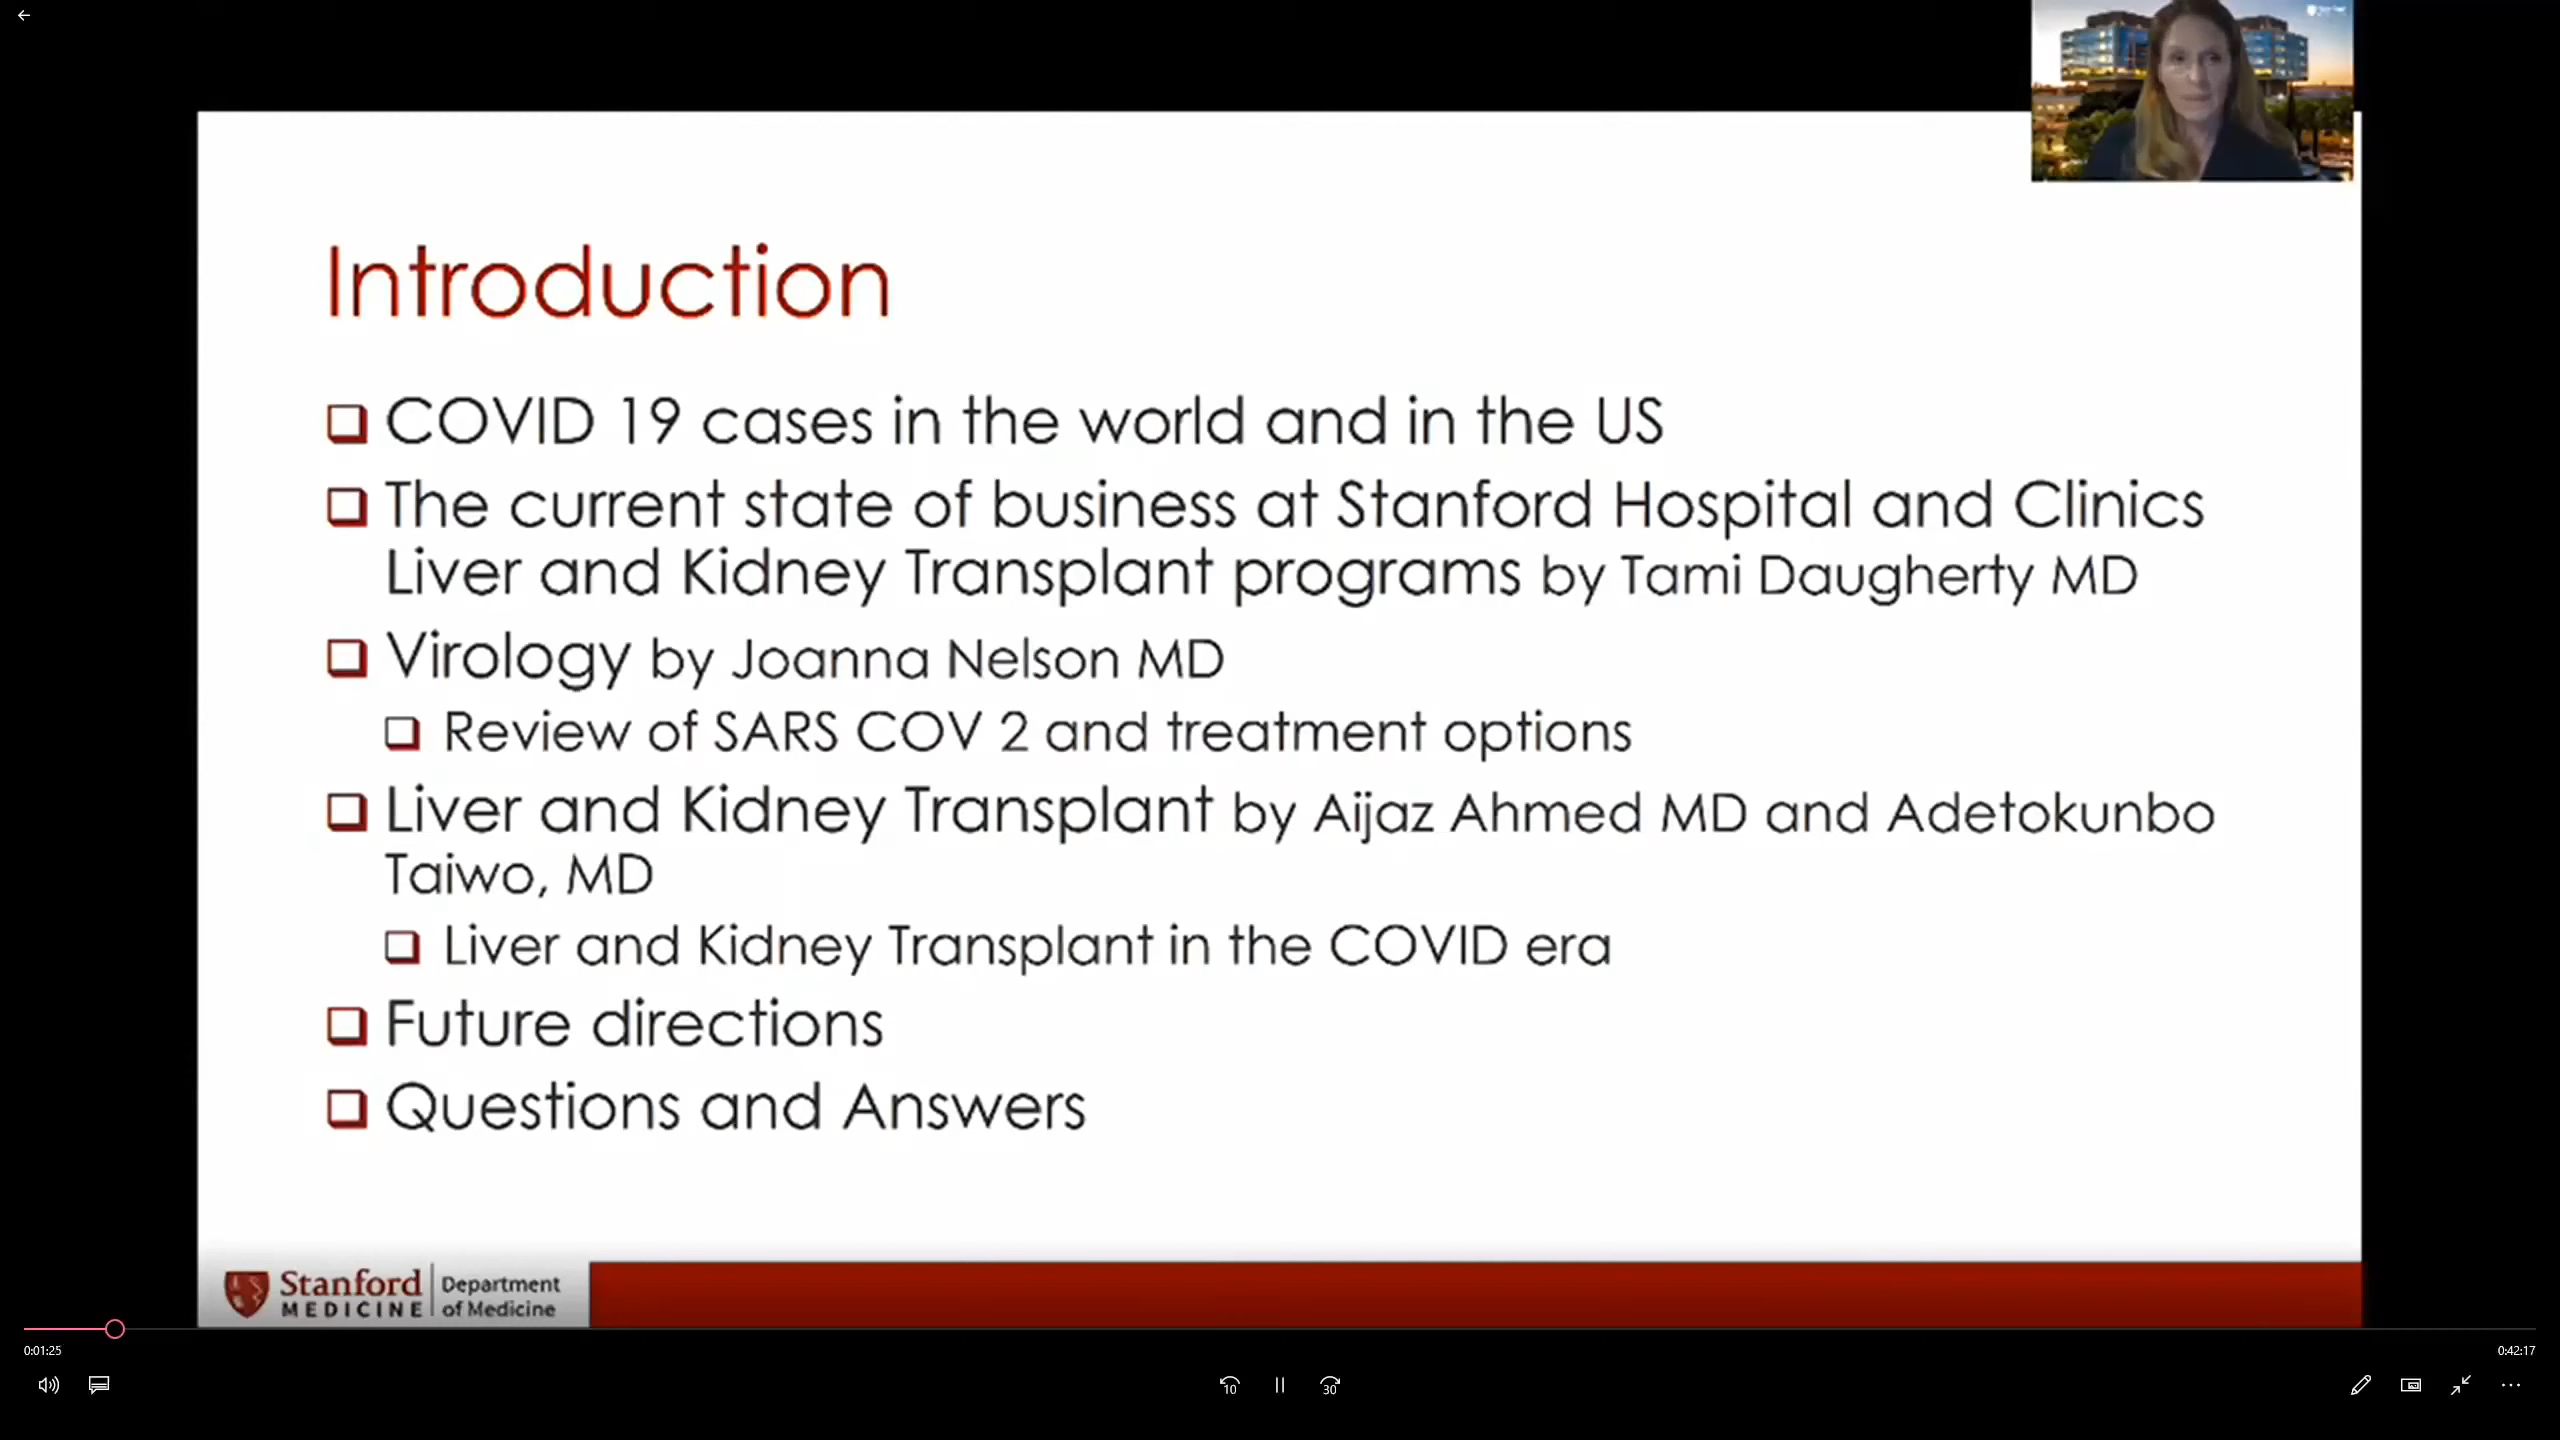 Introduction
COVID 19 cases in the world and in the US
The current state of business at Stanford Hospital and Clinics
Liver and Kidney Transplant programs by Tami Daugherty MD
Virology by Joanna Nelson MD
Review of SARS COV 2 and treatment options
Liver and Kidney Transplant by Aijaz Ahmed MD and Adetokunbo
Taiwo, MD
Liver and Kidney Transplant in the COVID era
Future directions
Questions and Answers
Stanford
MEDICINE
Department
of Medicine
0:01:25
0:42:17
10
30